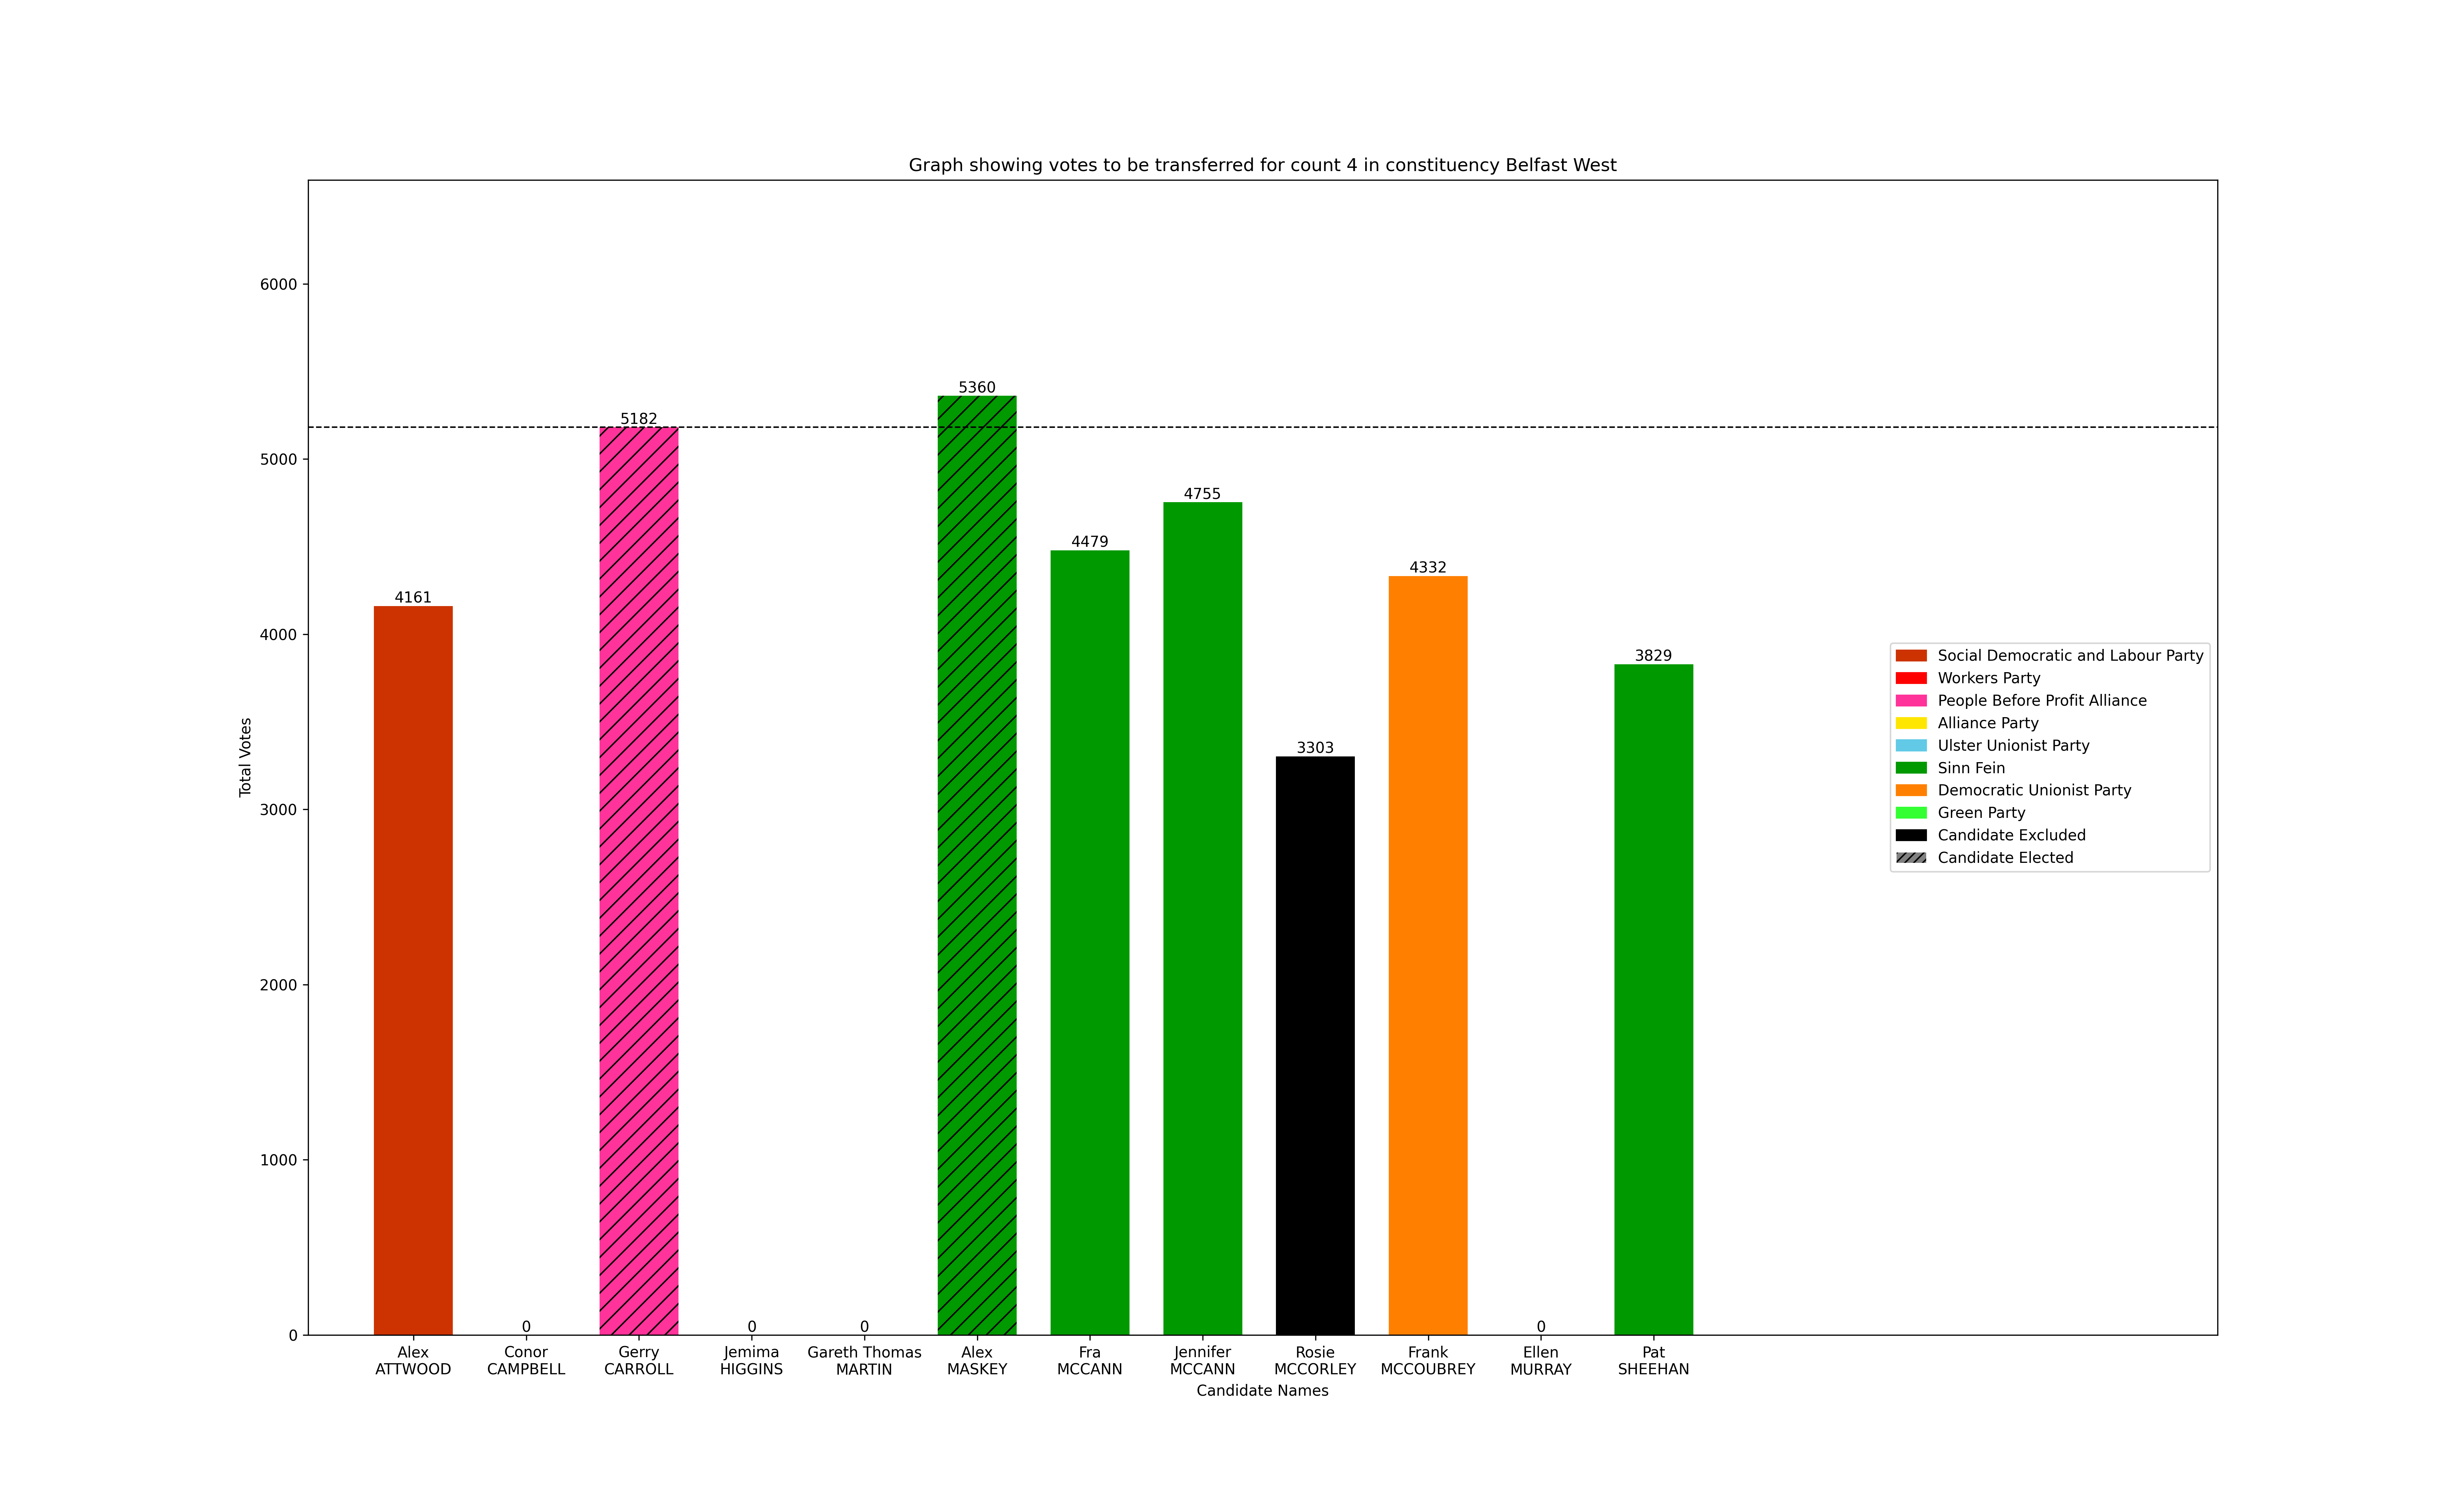 Graph showing votes to be transferred for count 4 in constituency Belfast West
Total Votes
6000
5000
4000
3000
2000
1000
0
4161
0
5182
0
0
5360
4479
4755
3303
4332
0
3829
Alex
ATTWOOD
Conor
CAMPBELL
Gerry
CARROLL
Jemima
HIGGINS
Gareth Thomas
MARTIN
Alex
MASKEY
Fra
MCCANN
Jennifer
MCCANN
Rosie
MCCORLEY
Frank
MCCOUBREY
Ellen
MURRAY
Pat
SHEEHAN
Candidate Names
Social Democratic and Labour Party
Workers Party
People Before Profit Alliance
Alliance Party
Ulster Unionist Party
Sinn Fein
Democratic Unionist Party
Green Party
Candidate Excluded
Candidate Elected